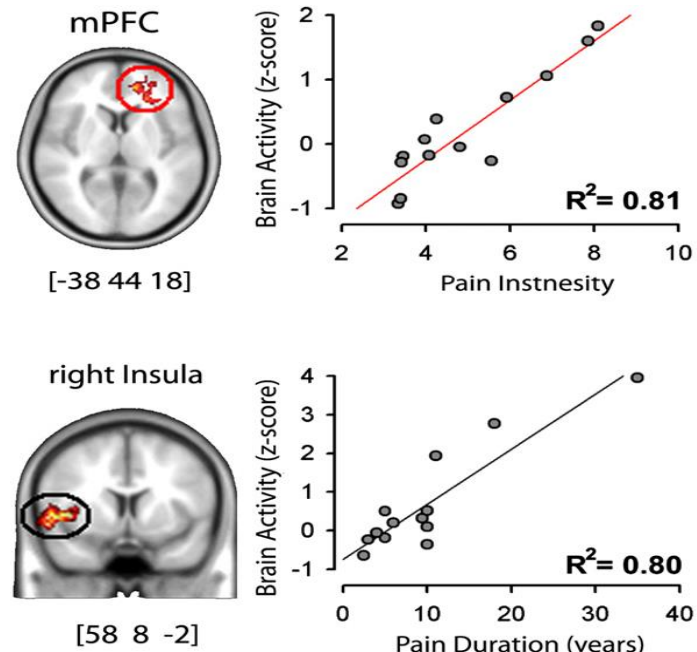 mPFC
[-38 44 18]
Brain Activity (z-score)
2
1
0
-1
R²= 0.81
2 4 6 8 10
Pain Instnesity
right Insula
[58 8 -2]
Brain Activity (z-score)
4
3
2
1
0
-1
R²= 0.80
0 10 20 30 40
Pain Duration (years)